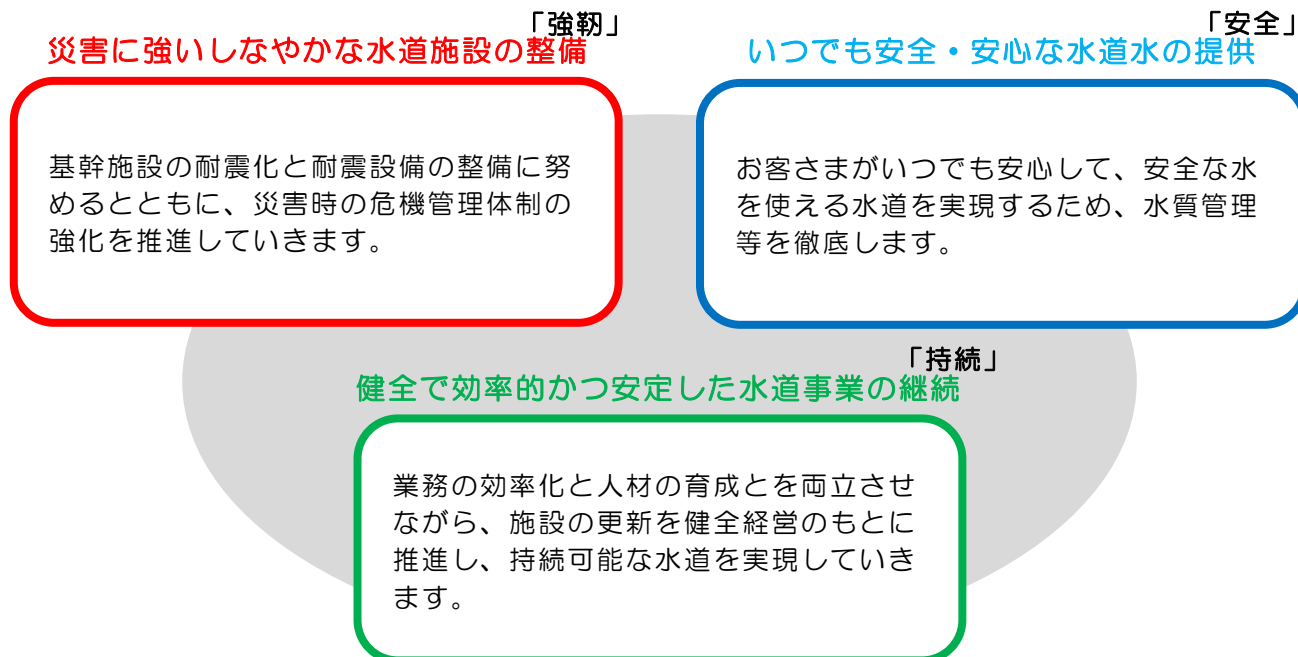 「強靭」
災害に強いしなやかな水道施設の整備
基幹施設の耐震化と耐震設備の整備に努
めるとともに、災害時の危機管理体制の
強化を推進していきます。
「安全」
いつでも安全・安心な水道水の提供
お客さまがいつでも安心して、安全な水
を使える水道を実現するため、水質管理
等を徹底します。
「持続」
健全で効率的かつ安定した水道事業の継続
業務の効率化と人材の育成とを両立させ
ながら、施設の更新を健全経営のもとに
推進し、持続可能な水道を実現していき
ます。